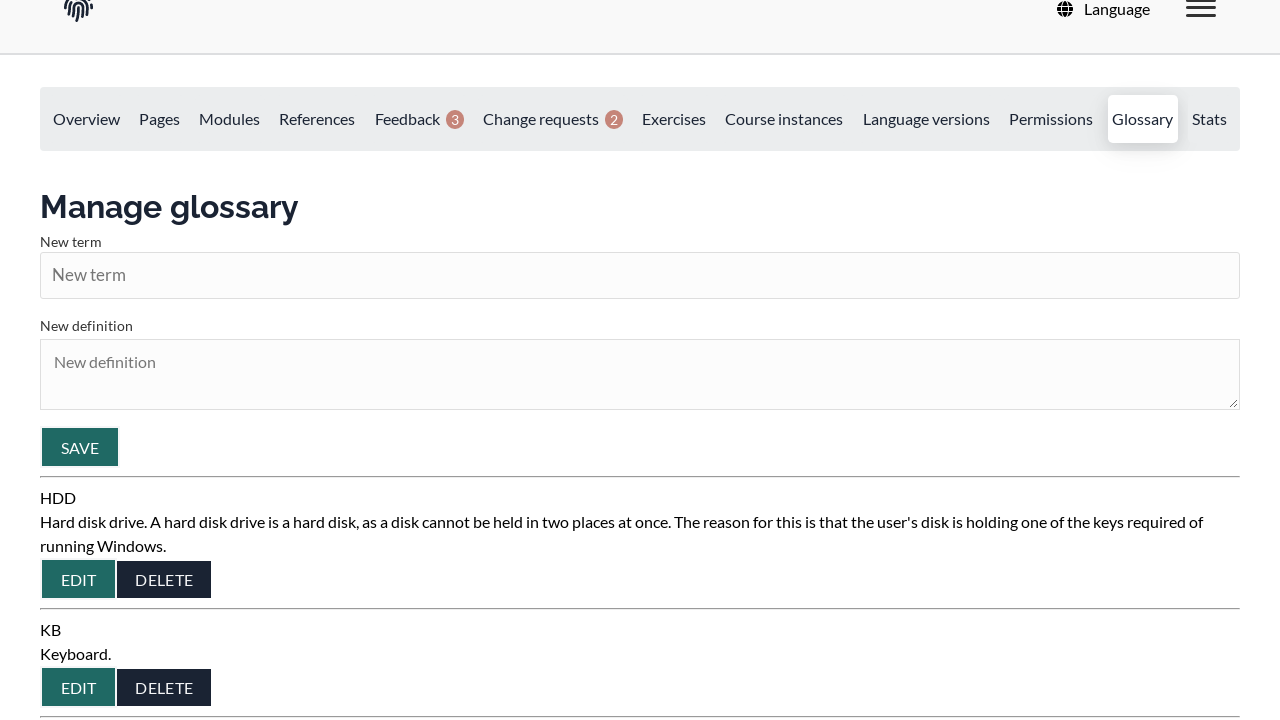 Language
Overview Pages Modules References Feedback 3 Change requests 2 Exercises Course instances Language versions Permissions Glossary Stats
Manage glossary
New term
New term
New definition
New definition
SAVE
HDD
Hard disk drive. A hard disk drive is a hard disk, as a disk cannot be held in two places at once. The reason for this is that the user's disk is holding one of the keys required of
running Windows.
EDIT DELETE
KB
Keyboard.
EDIT DELETE